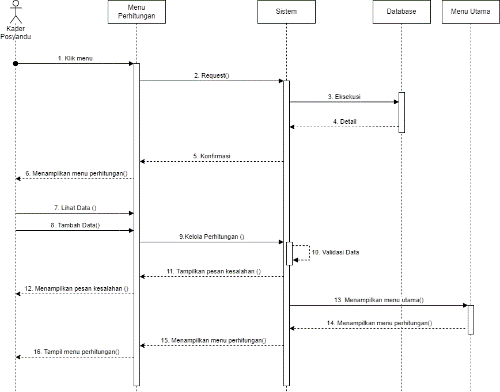 Kader
Posyandu
Menu
Perhitungan
Sistem
Database
Menu Utama
1. Klik menu
2. Request()
3. Eksekusi
4. Detail
5. Konfirmasi
6. Menampilkan menu perhitungan()
7. Lihat Data ()
8. Tambah Data()
9.Kelola Perhitungan ()
10. Validasi Data
11. Tampilkan pesan kesalahan ()
12. Menampilkan pesan kesalahan ()
13. Menampilkan menu utama()
14. Menampilkan menu perhitungan()
15. Menampilkan menu perhitungan()
16. Tampil menu perhitungan()